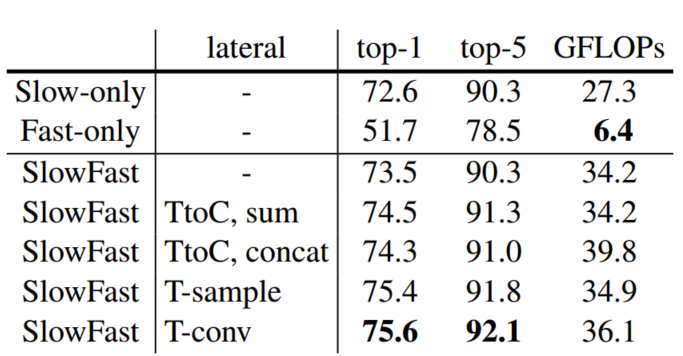 lateral top-1 top-5 GFLOPs
Slow-only - 72.6 90.3 27.3
Fast-only - 51.7 78.5 6.4
SlowFast - 73.5 90.3 34.2
SlowFast TtoC, sum 74.5 91.3 34.2
SlowFast TtoC, concat 74.3 91.0 39.8
SlowFast T-sample 75.4 91.8 34.9
SlowFast T-conv 75.6 92.1 36.1